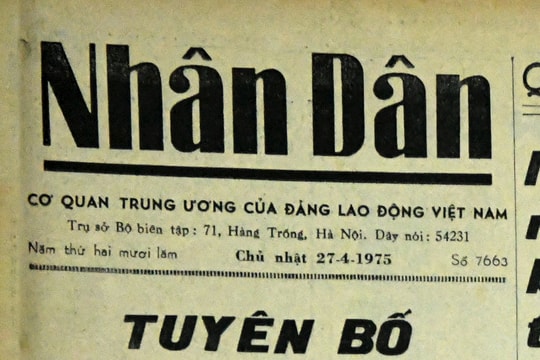 Nhân Dân
CƠ QUAN TRUNG ƯƠNG CỦA ĐẢNG LAO ĐỘNG VIỆT NAM
Trụ sở Bộ biên tập : 71, Hàng Trống, Hà Nội. Dây nói : 54231
Năm thứ hai mươi lăm Chủ nhật 27-4-1975 Số 7663
TUYÊN BỐ